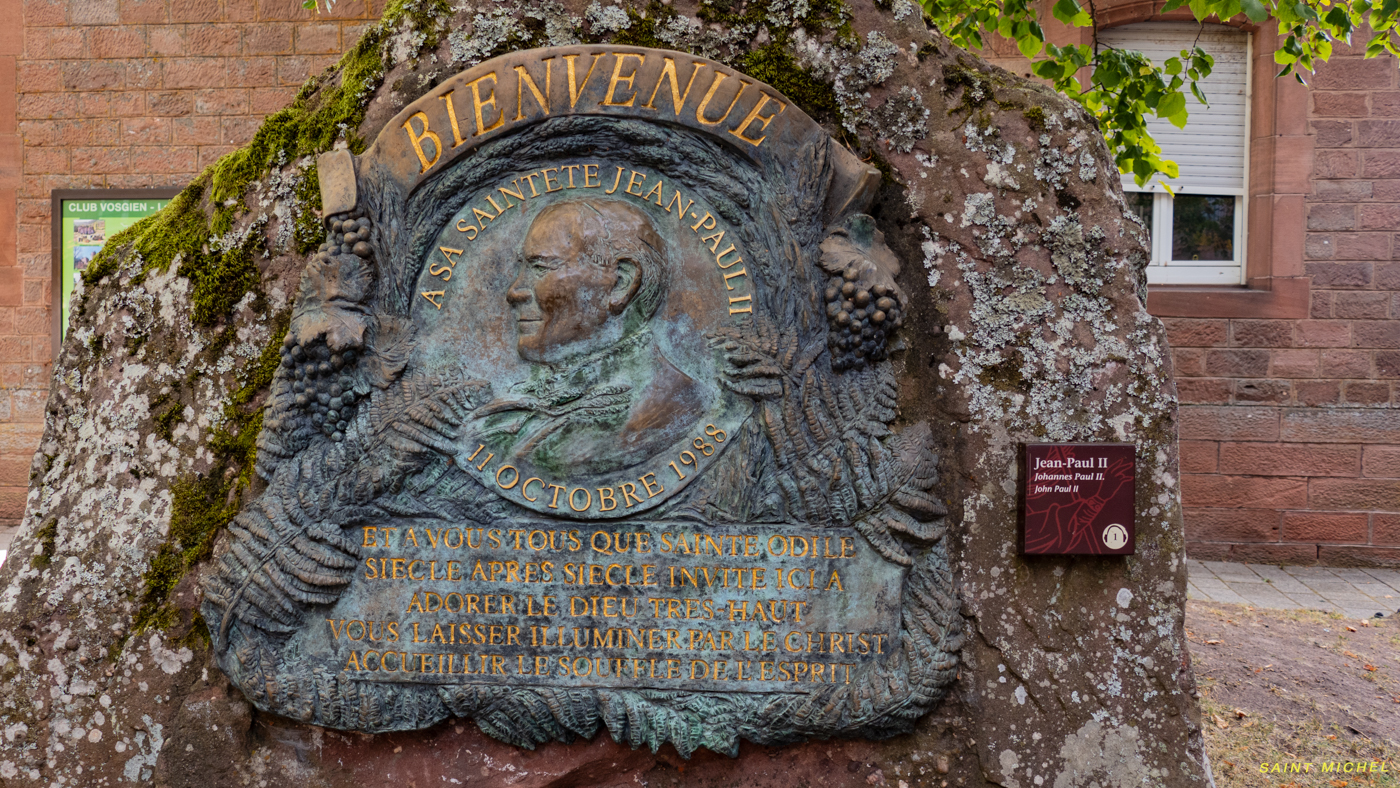 BIENVENUE
A SA SAINTETE JEAN-PAUL II
11 OCTOBRE 1988
ET A VOUS TOUS QUE SAINTE ODILE
SIECLE APRES SIECLE INVITE ICI A
ADORER LE DIEU TRES-HAUT
VOUS LAISSER ILLUMINER PAR LE CHRIST
ACCUEILLIR LE SOUFFLE DE L'ESPRIT
CLUB VOSGIEN -
Jean-Paul II
Johannes Paul II.
John Paul II
1
SAINT MICHEL